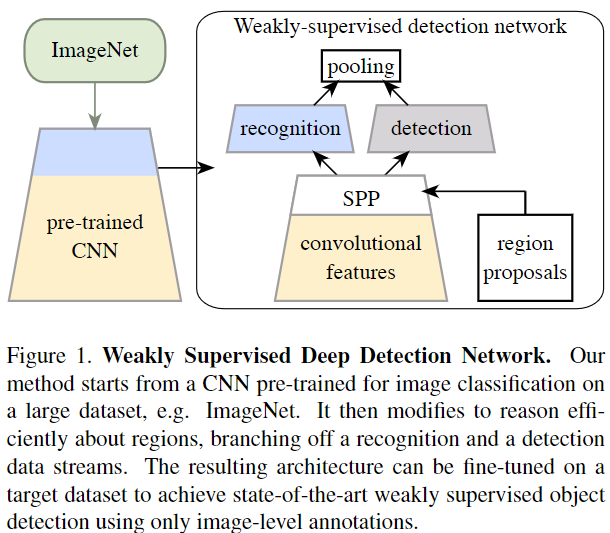 ImageNet
pre-trained
CNN
Weakly-supervised detection network
pooling
recognition
detection
SPP
convolutional
features
region
proposals
Figure 1. Weakly Supervised Deep Detection Network. Our
method starts from a CNN pre-trained for image classification on
a large dataset, e.g. ImageNet. It then modifies to reason effi-
ciently about regions, branching off a recognition and a detection
data streams. The resulting architecture can be fine-tuned on a
target dataset to achieve state-of-the-art weakly supervised object
detection using only image-level annotations.